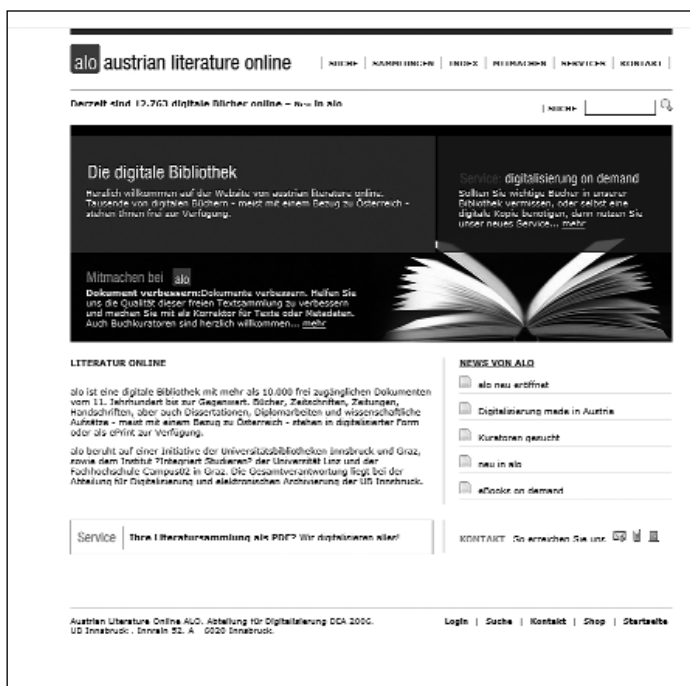 alo austrian literature online
| SUCHE | SAMMLUNGEN | INDEX | MITMACHEN | SERVICES | KONTAKT |
Derzeit sind 12.763 digitale Bücher online – Neu in alo
| SUCHE
Die digitale Bibliothek
Herzlich willkommen auf der Website von austrian literature online.
Tausende von digitalen Büchern - meist mit einem Bezug zu Österreich -
stehen Ihnen frei zur Verfügung.
Service: digitalisierung on demand
Sollten Sie wichtige Bücher in unserer
Bibliothek vermissen, oder selbst eine
digitale Kopie benötigen, dann nutzen Sie
unser neues Service... mehr
Mitmachen bei alo
Dokument verbessern:Dokumente verbessern. Helfen Sie
uns die Qualität dieser freien Textsammlung zu verbessern
und machen Sie mit als Korrektor für Texte oder Metadaten.
Auch Buchkuratoren sind herzlich willkommen... mehr
LITERATUR ONLINE
alo ist eine digitale Bibliothek mit mehr als 10.000 frei zugänglichen Dokumenten
vom 11. Jahrhundert bis zur Gegenwart. Bücher, Zeitschriften, Zeitungen,
Handschriften, aber auch Dissertationen, Diplomarbeiten und wissenschaftliche
Aufsätze - meist mit einem Bezug zu Österreich - stehen in digitalisierter Form
oder als ePrint zur Verfügung.
alo beruht auf einer Initiative der Universitätsbibliotheken Innsbruck und Graz,
sowie dem Institut ?Integriert Studieren? der Universität Linz und der
Fachhochschule Campus02 in Graz. Die Gesamtverantwortung liegt bei der
Abteilung für Digitalisierung und elektronischen Archivierung der UB Innsbruck.
NEWS VON ALO
alo neu eröffnet
Digitalisierung made in Austria
Kuratoren gesucht
neu in alo
eBooks on demand
Service | Ihre Literatursammlung als PDF? Wir digitalisieren alles!
KONTAKT So erreichen Sie uns
Austrian Literature Online ALO. Abteilung für Digitalisierung DEA 2006.
UB Innsbruck . Innrain 52. A 6020 Innsbruck.
Login | Suche | Kontakt | Shop | Startseite